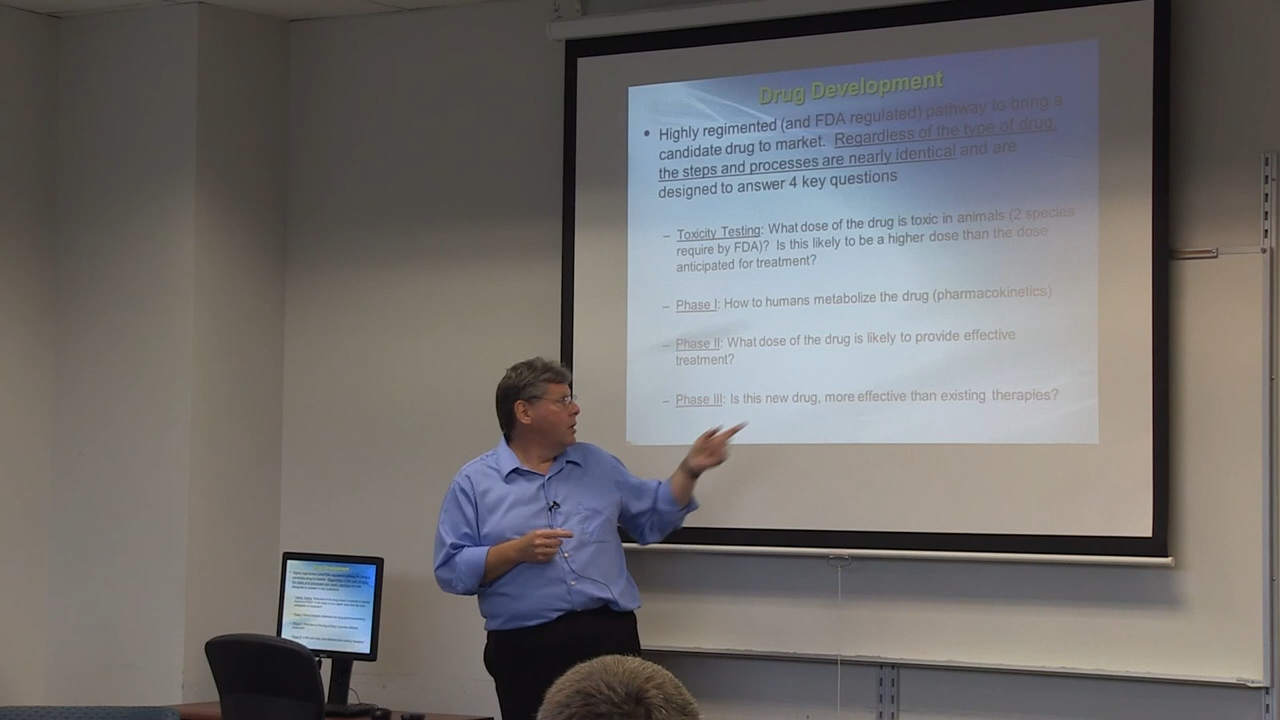 Drug Development
• Highly regimented (and FDA regulated) pathway to bring a
candidate drug to market. Regardless of the type of drug,
the steps and processes are nearly identical and are
designed to answer 4 key questions
– Toxicity Testing: What dose of the drug is toxic in animals (2 species
require by FDA)? Is this likely to be a higher dose than the dose
anticipated for treatment?
– Phase I: How to humans metabolize the drug (pharmacokinetics)
– Phase II: What dose of the drug is likely to provide effective
treatment?
– Phase III: Is this new drug, more effective than existing therapies?